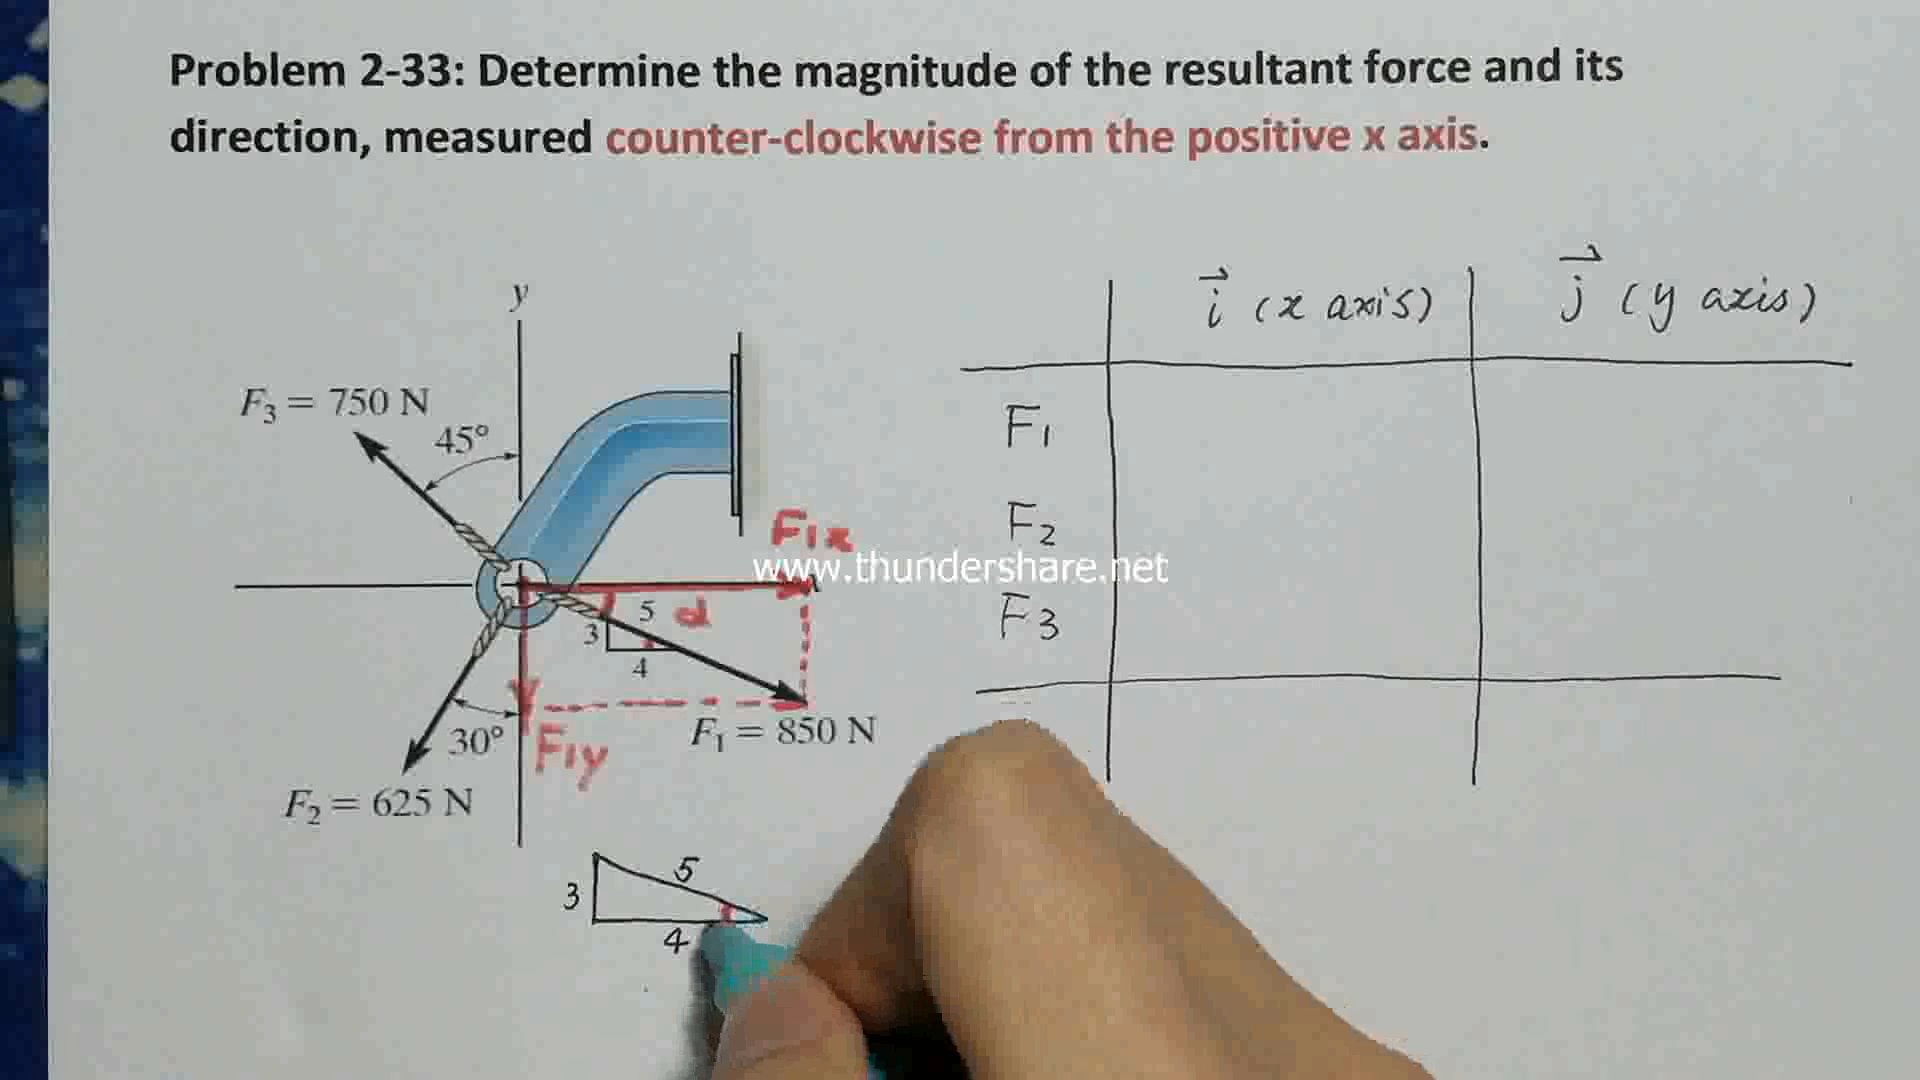 Problem 2-33: Determine the magnitude of the resultant force and its
direction, measured counter-clockwise from the positive x axis.
y
i (x axis)
j (y axis)
F3 = 750 N
45°
F1
F2
F3
F1x
www.thundershare.net
5
α
3
4
F1 = 850 N
30°
F1y
F2 = 625 N
5
3
4